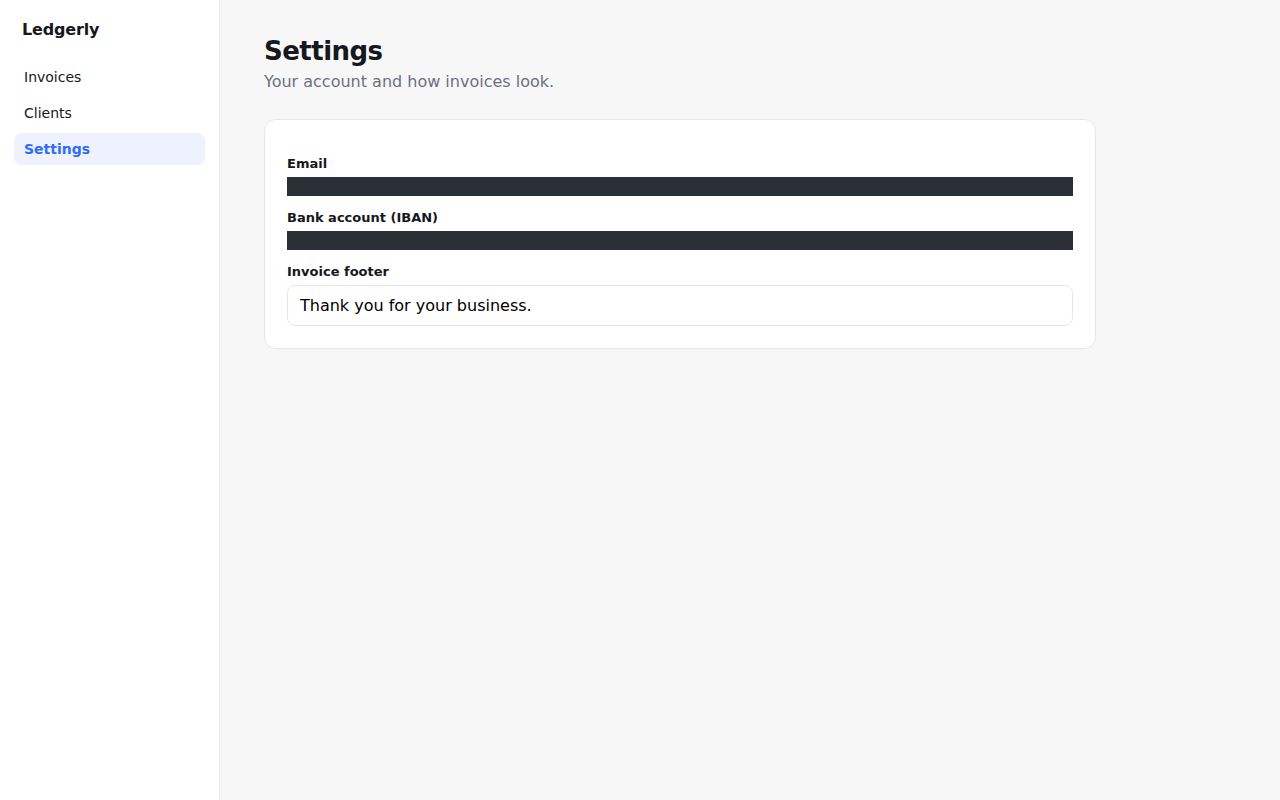 Ledgerly
Invoices
Clients
Settings
Settings
Your account and how invoices look.
Email
Bank account (IBAN)
Invoice footer
Thank you for your business.